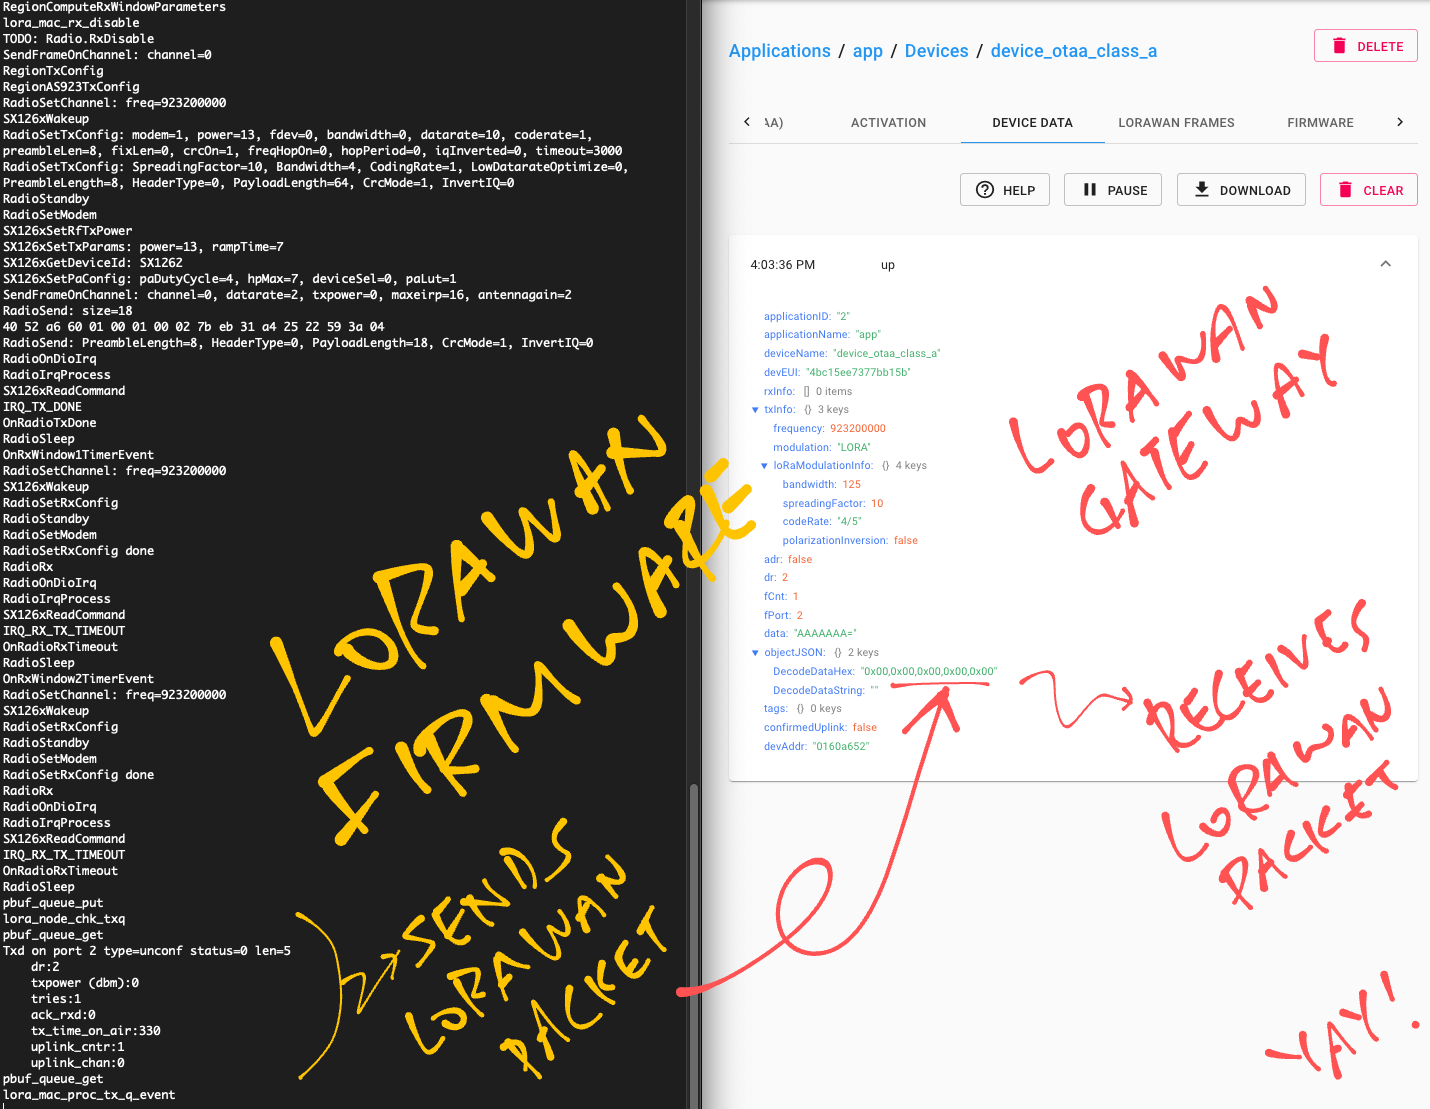 RegionComputeRxWindowParameters
lora_mac_rx_disable
TODO: Radio.RxDisable
SendFrameOnChannel: channel=0
RegionTxConfig
RegionAS923TxConfig
RadioSetChannel: freq=923200000
SX126xWakeup
RadioSetTxConfig: modem=1, power=13, fdev=0, bandwidth=0, datarate=10, coderate=1,
preambleLen=8, fixLen=0, crcOn=1, freqHopOn=0, hopPeriod=0, iqInverted=0, timeout=3000
RadioSetTxConfig: SpreadingFactor=10, Bandwidth=4, CodingRate=1, LowDatarateOptimize=0,
PreambleLength=8, HeaderType=0, PayloadLength=64, CrcMode=1, InvertIQ=0
RadioStandby
RadioSetModem
SX126xSetRfTxPower
SX126xSetTxParams: power=13, rampTime=7
SX126xGetDeviceId: SX1262
SX126xSetPaConfig: paDutyCycle=4, hpMax=7, deviceSel=0, paLut=1
SendFrameOnChannel: channel=0, datarate=2, txpower=0, maxeirp=16, antennagain=2
RadioSend: size=18
40 52 a6 60 01 00 01 00 02 7b eb 31 a4 25 22 59 3a 04
RadioSend: PreambleLength=8, HeaderType=0, PayloadLength=18, CrcMode=1, InvertIQ=0
RadioOnDioIrq
RadioIrqProcess
SX126xReadCommand
IRQ_TX_DONE
OnRadioTxDone
RadioSleep
OnRxWindow1TimerEvent
RadioSetChannel: freq=923200000
SX126xWakeup
RadioSetRxConfig
RadioStandby
RadioSetModem
RadioSetRxConfig done
RadioRx
RadioOnDioIrq
RadioIrqProcess
SX126xReadCommand
IRQ_RX_TX_TIMEOUT
OnRadioRxTimeout
RadioSleep
OnRxWindow2TimerEvent
RadioSetChannel: freq=923200000
SX126xWakeup
RadioSetRxConfig
RadioStandby
RadioSetModem
RadioSetRxConfig done
RadioRx
RadioOnDioIrq
RadioIrqProcess
SX126xReadCommand
IRQ_RX_TX_TIMEOUT
OnRadioRxTimeout
RadioSleep
pbuf_queue_put
lora_node_chk_txq
pbuf_queue_get
Txd on port 2 type=unconf status=0 len=5
dr:2
txpower (dbm):0
tries:1
ack_rxd:0
tx_time_on_air:330
uplink_cntr:1
uplink_chan:0
pbuf_queue_get
lora_mac_proc_tx_q_event
LORAWAN
FIRMWARE
SENDS
LORAWAN
PACKET
Applications / app / Devices / device_otaa_class_a
DELETE
AA)
ACTIVATION
DEVICE DATA
LORAWAN FRAMES
FIRMWARE
HELP
PAUSE
DOWNLOAD
CLEAR
4:03:36 PM up
applicationID: "2"
applicationName: "app"
deviceName: "device_otaa_class_a"
devEUI: "4bc15ee7377bb15b"
rxInfo: [] 0 items
txInfo: {} 3 keys
frequency: 923200000
modulation: "LORA"
loRaModulationInfo: {} 4 keys
bandwidth: 125
spreadingFactor: 10
codeRate: "4/5"
polarizationInversion: false
adr: false
dr: 2
fCnt: 1
fPort: 2
data: "AAAAAAA="
objectJSON: {} 2 keys
DecodeDataHex: "0x00,0x00,0x00,0x00,0x00"
DecodeDataString: ""
tags: {} 0 keys
confirmedUplink: false
devAddr: "0160a652"
LORAWAN
GATEWAY
RECEIVES
LORAWAN
PACKET
YAY!